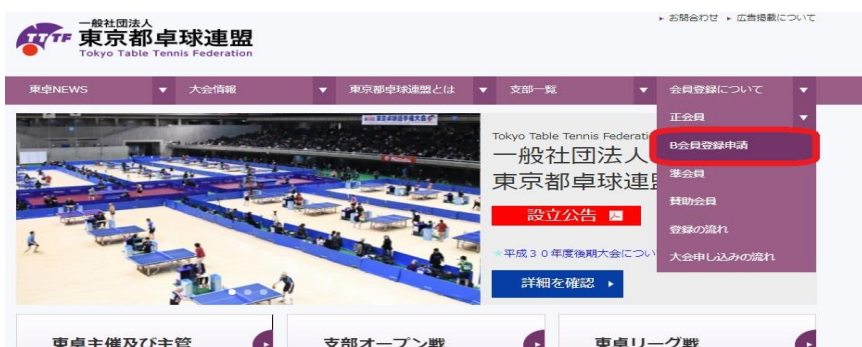 お問合わせ 広告掲載について
TTTF
一般社団法人
東京都卓球連盟
Tokyo Table Tennis Federation
東卓NEWS 大会情報 東京都卓球連盟とは 支部一覧 会員登録について
正会員
B会員登録申請
準会員
賛助会員
登録の流れ
大会申し込みの流れ
Tokyo Table Tennis Federati
一般社団法人
東京都卓球連
設立公告
平成30年度後期大会につい
詳細を確認
東卓主催及び主管 支部オープン戦 東卓リーグ戦